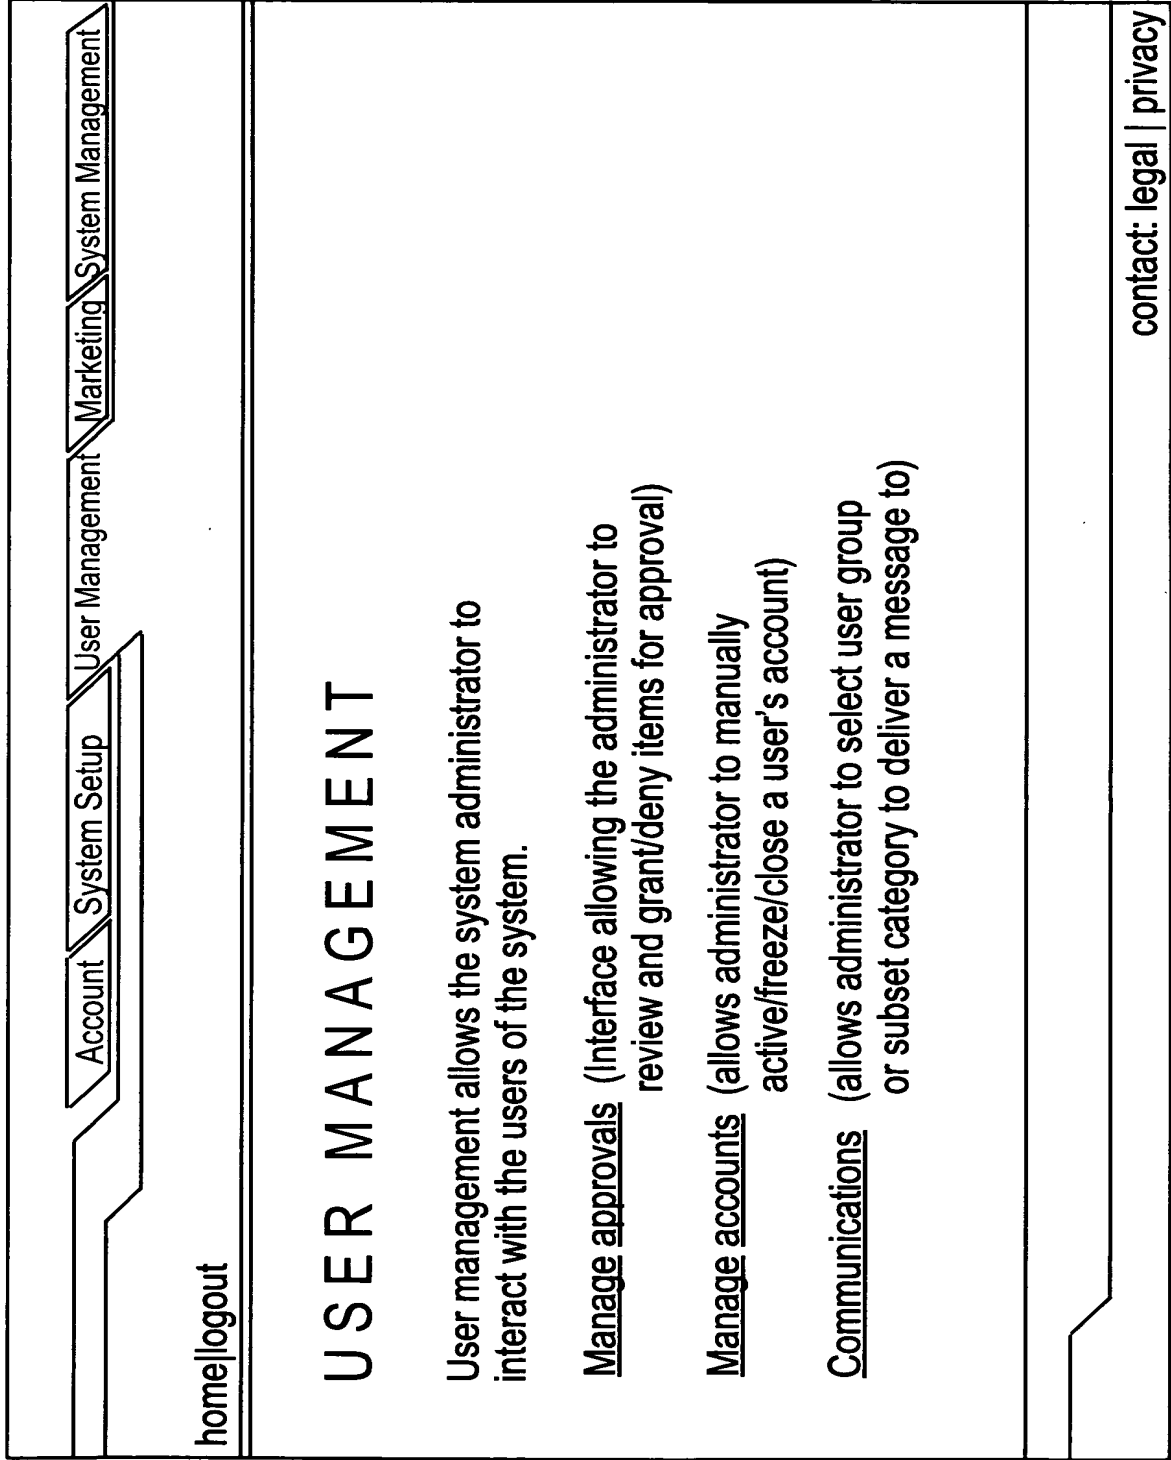 Account System Setup User Management Marketing System Management
home|logout
USER MANAGEMENT
User management allows the system administrator to
interact with the users of the system.
Manage approvals (Interface allowing the administrator to
review and grant/deny items for approval)
Manage accounts (allows administrator to manually
active/freeze/close a user's account)
Communications (allows administrator to select user group
or subset category to deliver a message to)
contact: legal | privacy